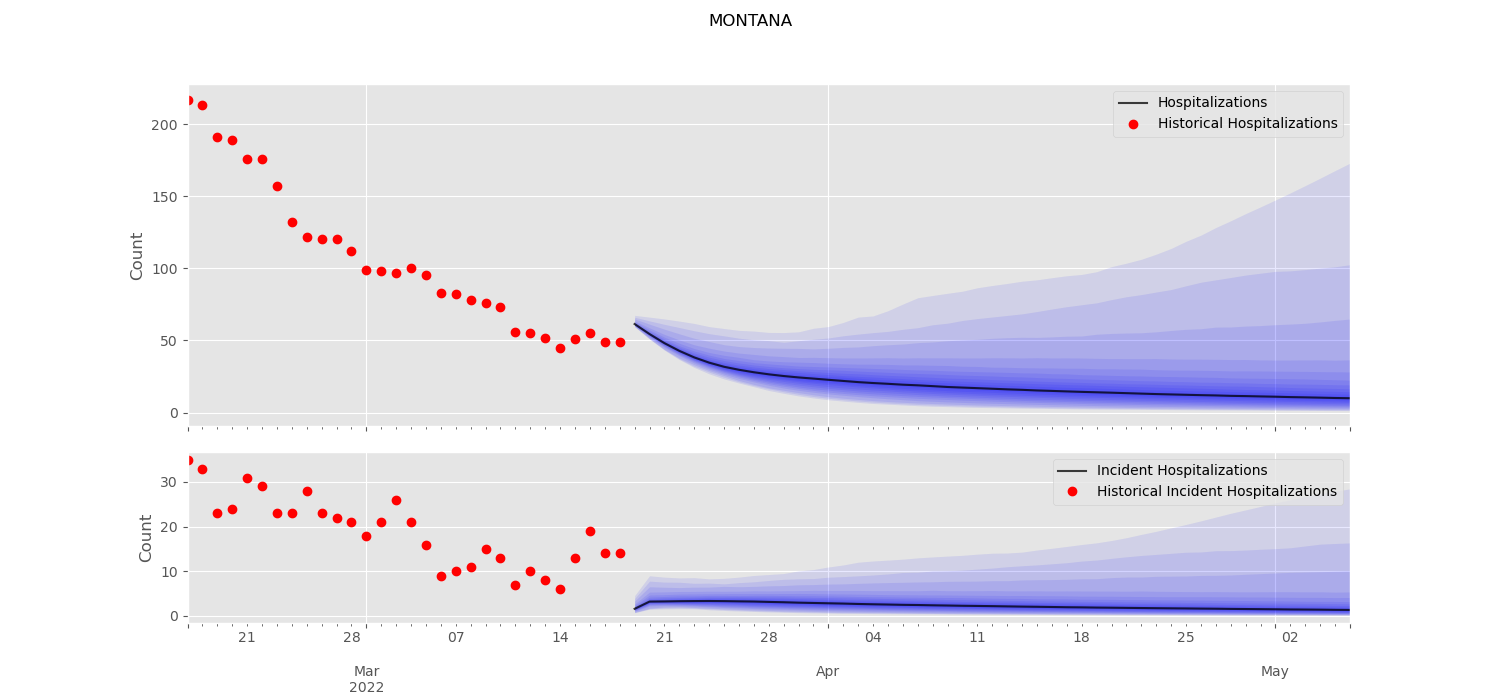 MONTANA
Hospitalizations
Historical Hospitalizations
200
150
100
50
0
Count
Incident Hospitalizations
Historical Incident Hospitalizations
30
20
10
0
Count
21 28 07 14 21 28 04 11 18 25 02
Mar Apr May
2022